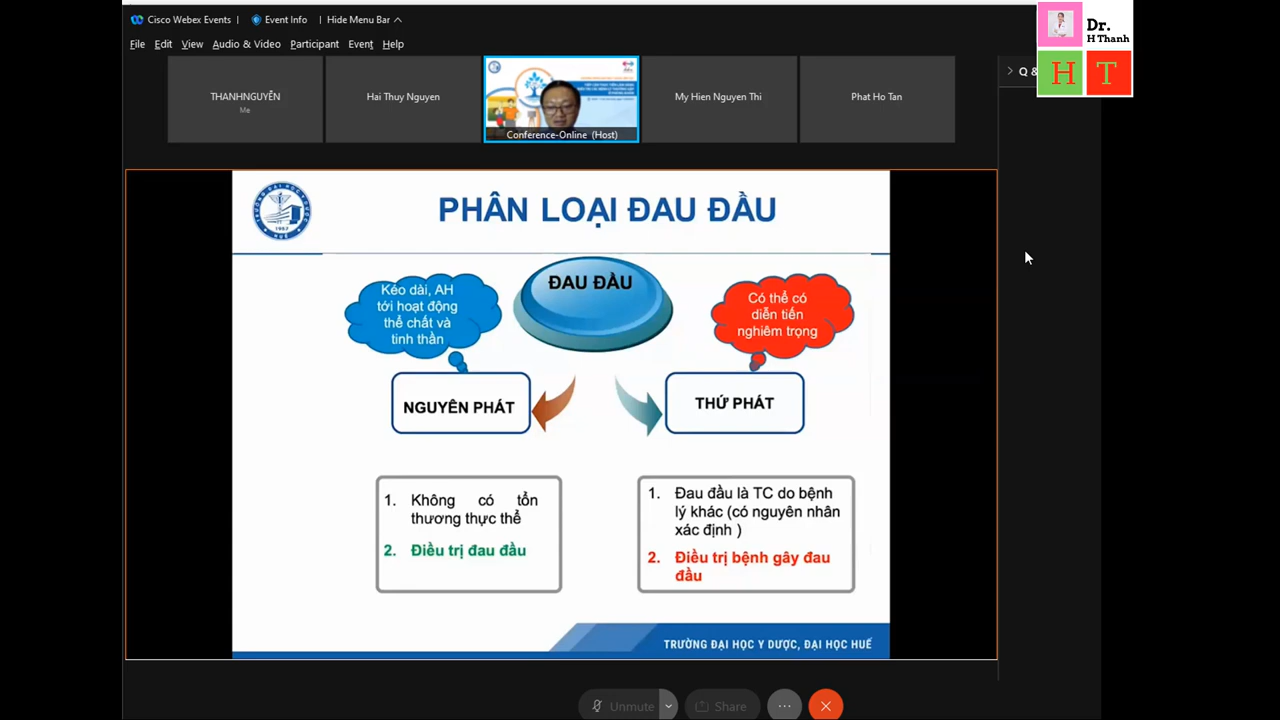 Cisco Webex Events
Event Info
Hide Menu Bar
File Edit View Audio & Video Participant Event Help
Dr.
H Thanh
H T
Q &
THANHNGUYỄN
Me
Hai Thuy Nguyen
Conference-Online (Host)
My Hien Nguyen Thi
Phat Ho Tan
PHÂN LOẠI ĐAU ĐẦU
ĐAU ĐẦU
Kéo dài, AH
tới hoạt động
thể chất và
tinh thần
Có thể có
diễn tiến
nghiêm trọng
NGUYÊN PHÁT
THỨ PHÁT
1. Không có tổn
thương thực thể
2. Điều trị đau đầu
1. Đau đầu là TC do bệnh
lý khác (có nguyên nhân
xác định )
2. Điều trị bệnh gây đau
đầu
TRƯỜNG ĐẠI HỌC Y DƯỢC, ĐẠI HỌC HUẾ
Unmute
Share